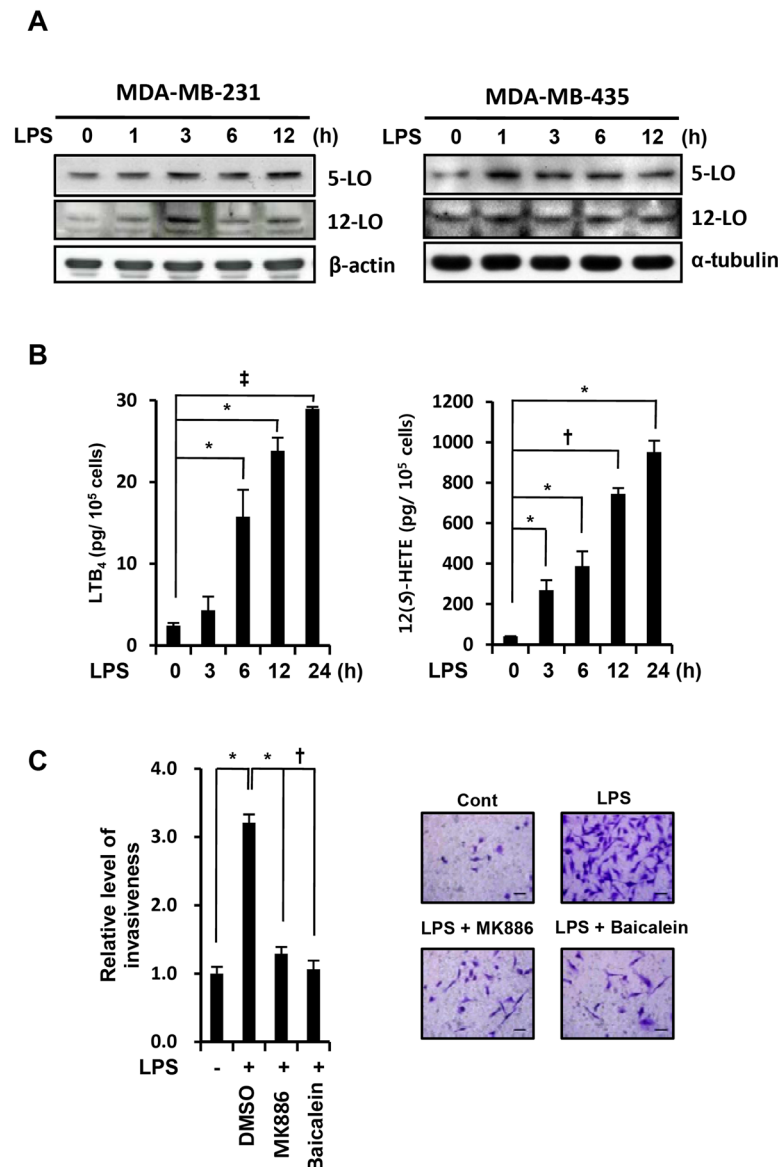 A
MDA-MB-231
LPS 0 1 3 6 12 (h)
5-LO
12-LO
β-actin
MDA-MB-435
LPS 0 1 3 6 12 (h)
5-LO
12-LO
α-tubulin
B
‡
*
*
30
20
10
0
LTB4 (pg/ 10^5 cells)
LPS 0 3 6 12 24 (h)
*
†
*
*
1200
1000
800
600
400
200
0
12(S)-HETE (pg/ 10^5 cells)
LPS 0 3 6 12 24 (h)
C
* * †
4.0
3.0
2.0
1.0
0.0
Relative level of
invasiveness
LPS - + + +
DMSO
MK886
Baicalein
Cont
LPS
LPS + MK886
LPS + Baicalein